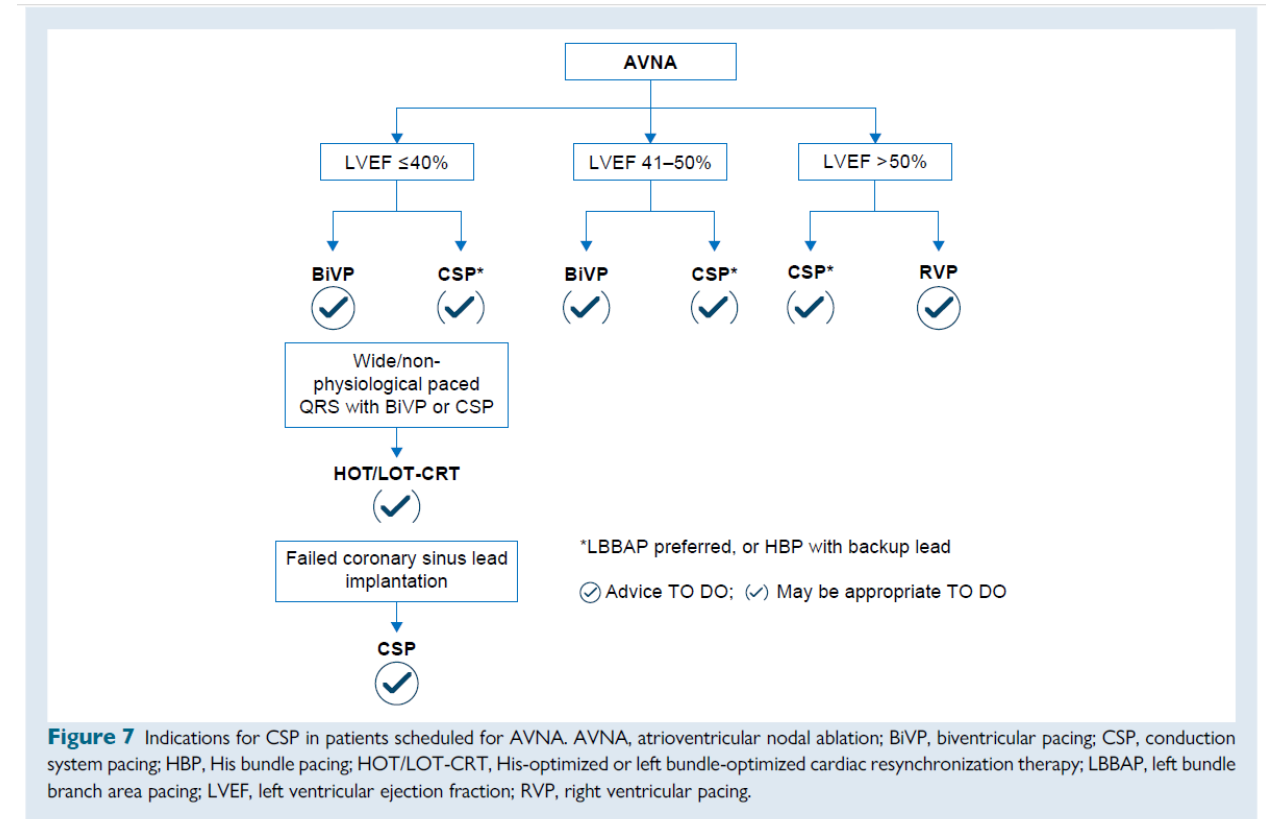 AVNA
LVEF ≤40%
LVEF 41–50%
LVEF >50%
BiVP
CSP*
BiVP
CSP*
CSP*
RVP
Wide/non-
physiological paced
QRS with BiVP or CSP
HOT/LOT-CRT
Failed coronary sinus lead
implantation
CSP
*LBBAP preferred, or HBP with backup lead
Advice TO DO; (✓) May be appropriate TO DO
Figure 7 Indications for CSP in patients scheduled for AVNA. AVNA, atrioventricular nodal ablation; BiVP, biventricular pacing; CSP, conduction
system pacing; HBP, His bundle pacing; HOT/LOT-CRT, His-optimized or left bundle-optimized cardiac resynchronization therapy; LBBAP, left bundle
branch area pacing; LVEF, left ventricular ejection fraction; RVP, right ventricular pacing.